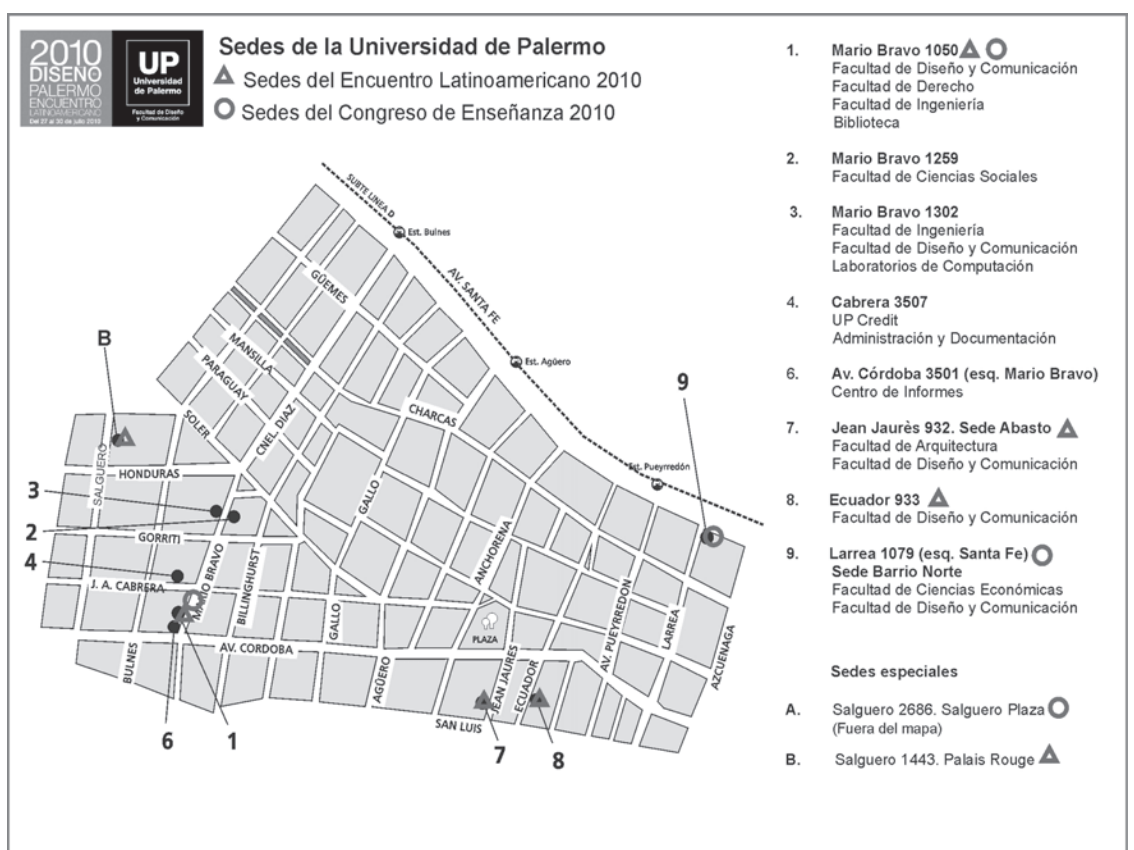 2010
DISEÑO
PALERMO
ENCUENTRO
LATINOAMERICANO
Del 27 al 30 de julio 2010
UP
Universidad
de Palermo
Facultad de Diseño
y Comunicación
Sedes de la Universidad de Palermo
Sedes del Encuentro Latinoamericano 2010
Sedes del Congreso de Enseñanza 2010
SUBTE LINEA D
Est. Bulnes
AV. SANTA FE
GÜEMES
Est. Agüero
MANSILLA
PARAGUAY
B
9
SOLER
CNEL. DIAZ
CHARCAS
Est. Pueyrredón
SALGUERO
HONDURAS
GALLO
3
2
GORRITI
ANCHORENA
4
J. A. CABRERA
MARIO BRAVO
BILLINGHURST
GALLO
PLAZA
AV. PUEYRREDON
LARREA
AZCUENAGA
BULNES
AV. CORDOBA
AGÜERO
JEAN JAURES
ECUADOR
SAN LUIS
6
1
7
8
1. Mario Bravo 1050
Facultad de Diseño y Comunicación
Facultad de Derecho
Facultad de Ingeniería
Biblioteca
2. Mario Bravo 1259
Facultad de Ciencias Sociales
3. Mario Bravo 1302
Facultad de Ingeniería
Facultad de Diseño y Comunicación
Laboratorios de Computación
4. Cabrera 3507
UP Credit
Administración y Documentación
6. Av. Córdoba 3501 (esq. Mario Bravo)
Centro de Informes
7. Jean Jaurès 932. Sede Abasto
Facultad de Arquitectura
Facultad de Diseño y Comunicación
8. Ecuador 933
Facultad de Diseño y Comunicación
9. Larrea 1079 (esq. Santa Fe)
Sede Barrio Norte
Facultad de Ciencias Económicas
Facultad de Diseño y Comunicación
Sedes especiales
A. Salguero 2686. Salguero Plaza
(Fuera del mapa)
B. Salguero 1443. Palais Rouge